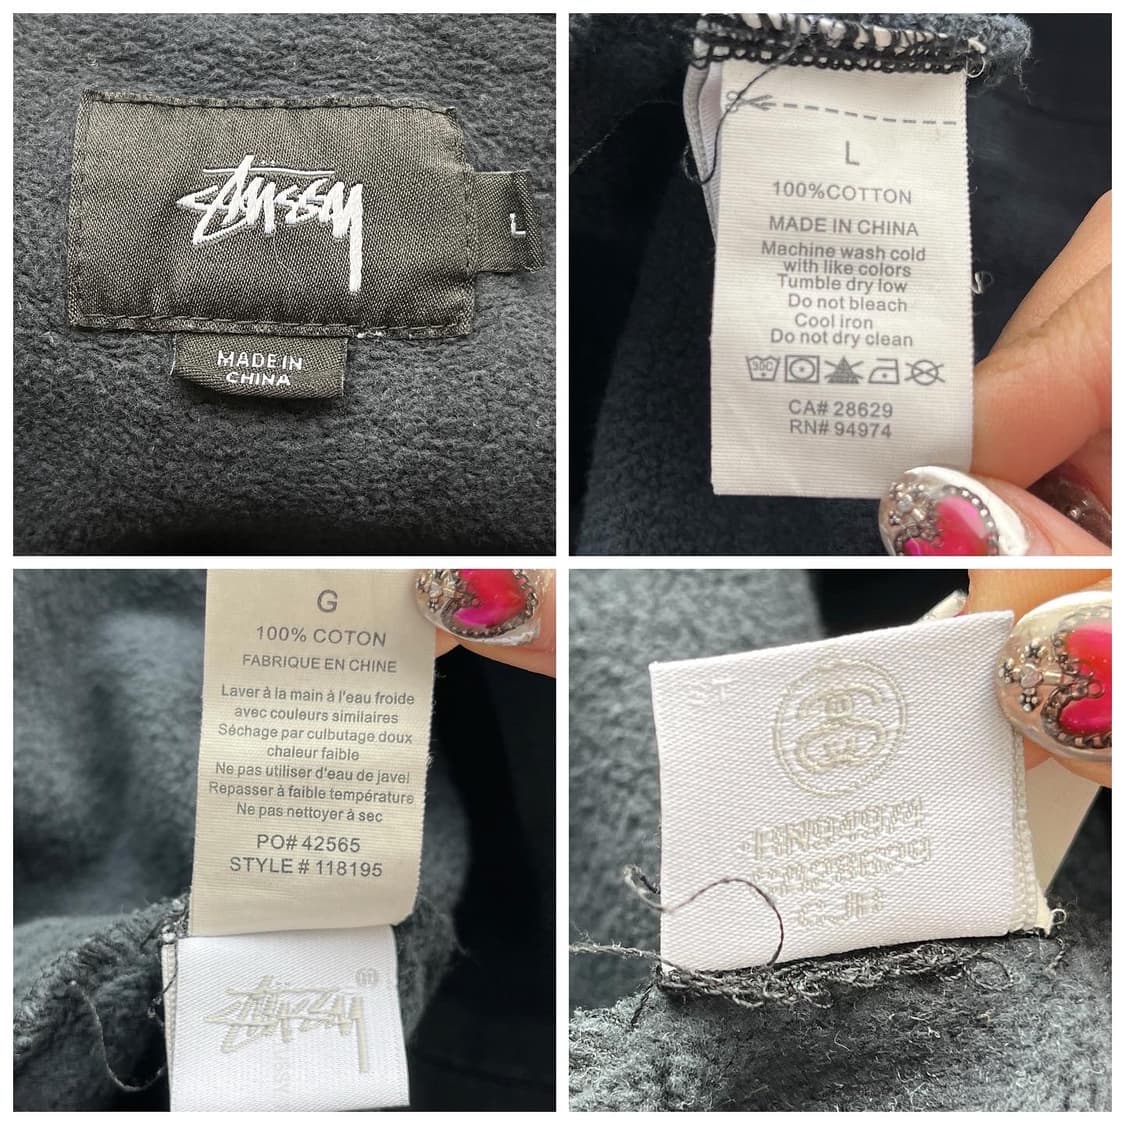 STÜSSY
L
MADE IN
CHINA
L
100%COTTON
MADE IN CHINA
Machine wash cold
with like colors
Tumble dry low
Do not bleach
Cool iron
Do not dry clean
CA# 28629
RN# 94974
G
100% COTON
FABRIQUE EN CHINE
Laver à la main à l'eau froide
avec couleurs similaires
Séchage par culbutage doux
chaleur faible
Ne pas utiliser d'eau de javel
Repasser à faible température
Ne pas nettoyer à sec
PO# 42565
STYLE # 118195
STÜSSY